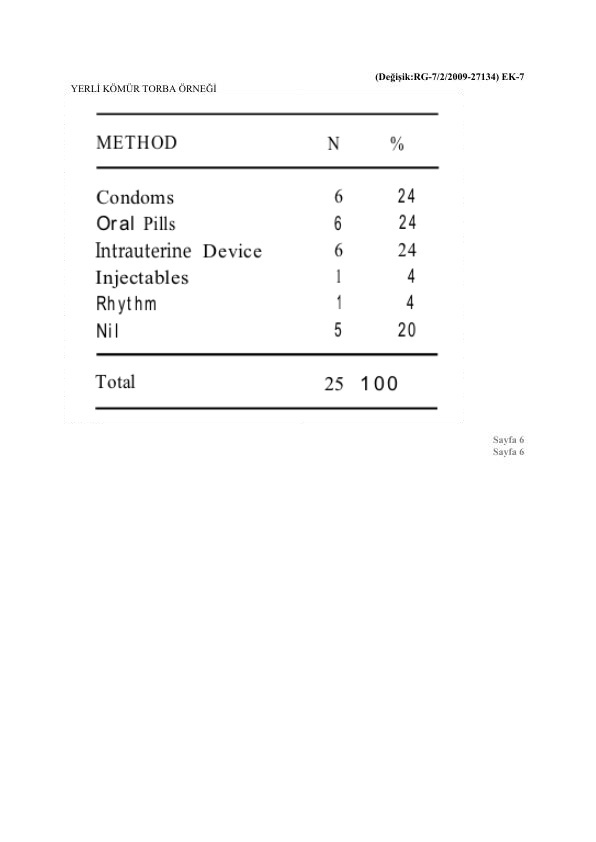 (Değişik:RG-7/2/2009-27134) EK-7
YERLİ KÖMÜR TORBA ÖRNEĞİ
METHOD N %
Condoms 6 24
Oral Pills 6 24
Intrauterine Device 6 24
Injectables 1 4
Rhythm 1 4
Nil 5 20
Total 25 100
Sayfa 6
Sayfa 6